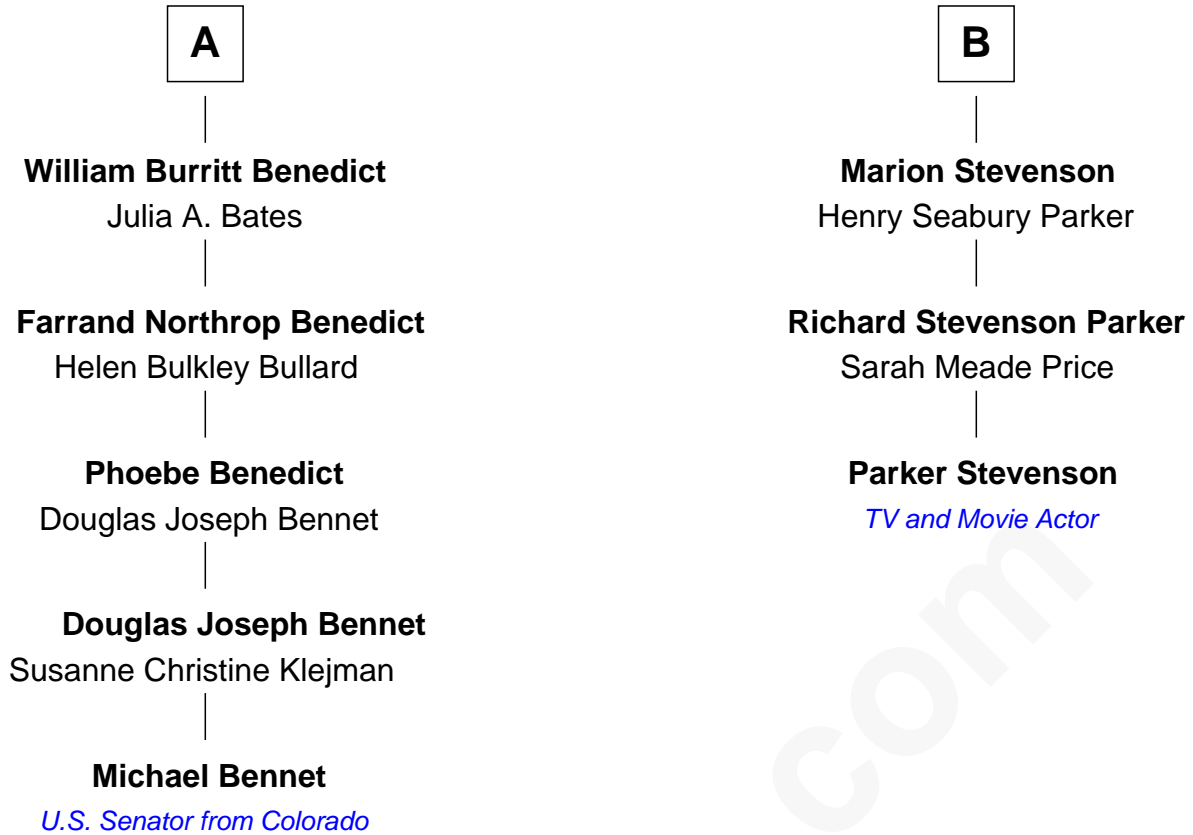 A
William Burritt Benedict
Julia A. Bates
Farrand Northrop Benedict
Helen Bulkley Bullard
Phoebe Benedict
Douglas Joseph Bennet
Douglas Joseph Bennet
Susanne Christine Klejman
Michael Bennet
U.S. Senator from Colorado
B
Marion Stevenson
Henry Seabury Parker
Richard Stevenson Parker
Sarah Meade Price
Parker Stevenson
TV and Movie Actor
com